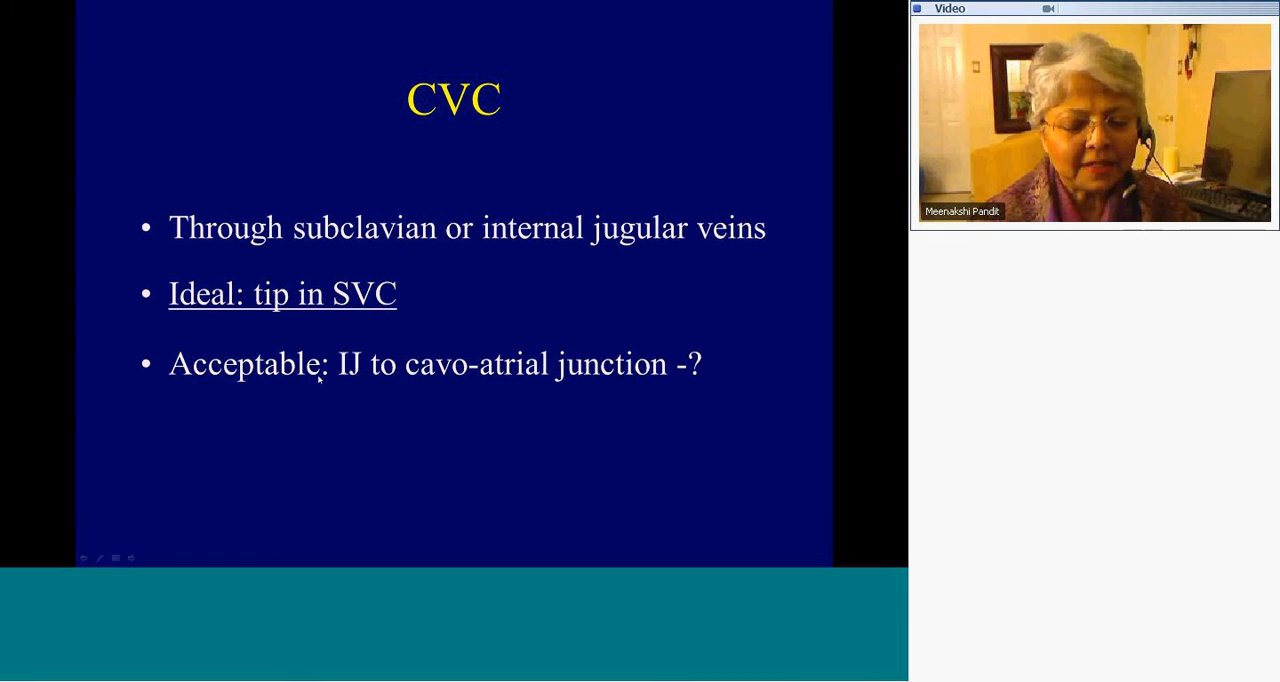 CVC
• Through subclavian or internal jugular veins
• Ideal: tip in SVC
• Acceptable: IJ to cavo-atrial junction -?
Video
Meenakshi Pandit